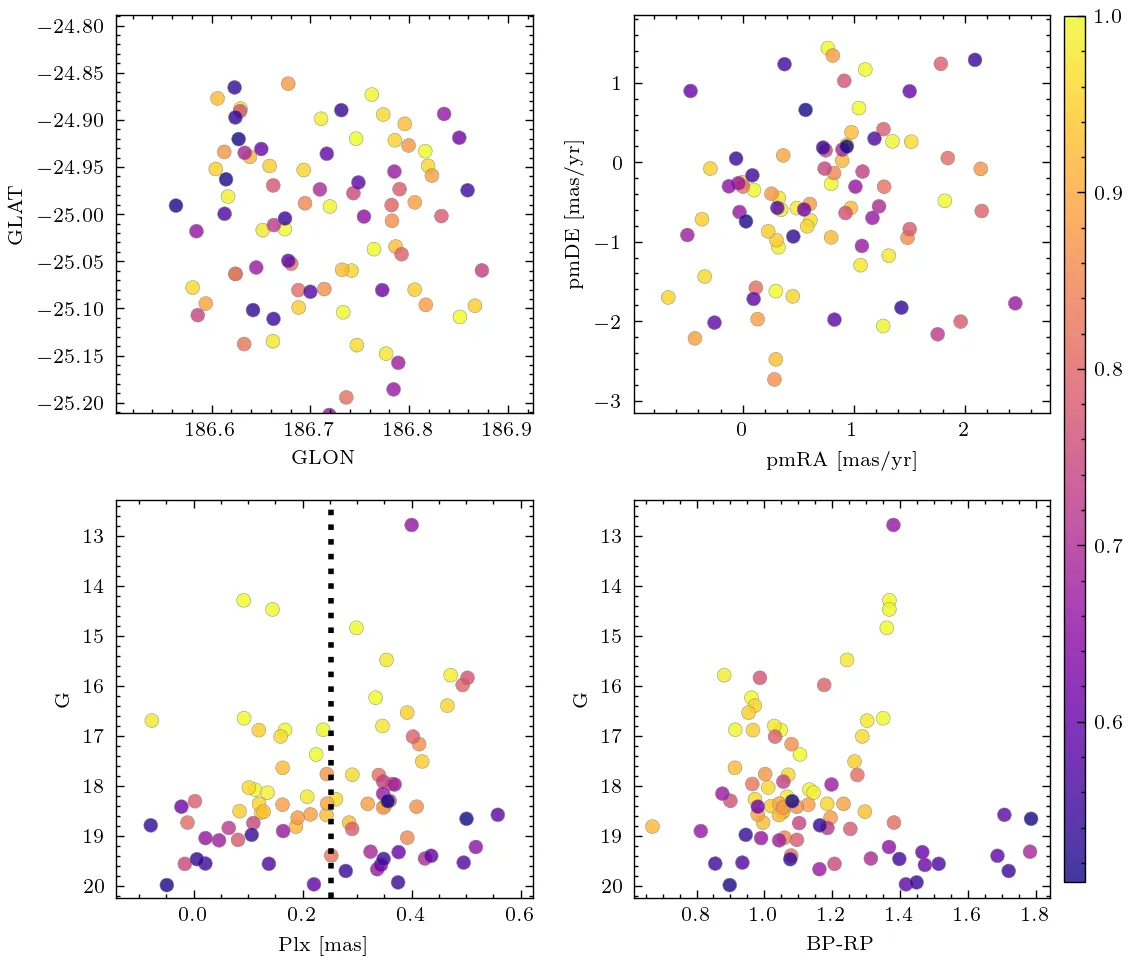 −24.80
−24.85
−24.90
−24.95
−25.00
−25.05
−25.10
−25.15
−25.20
GLAT
186.6 186.7 186.8 186.9
GLON
1
0
−1
−2
−3
pmDE [mas/yr]
0 1 2
pmRA [mas/yr]
1.0
0.9
0.8
0.7
0.6
13
14
15
16
17
18
19
20
G
0.0 0.2 0.4 0.6
Plx [mas]
13
14
15
16
17
18
19
20
G
0.8 1.0 1.2 1.4 1.6 1.8
BP-RP